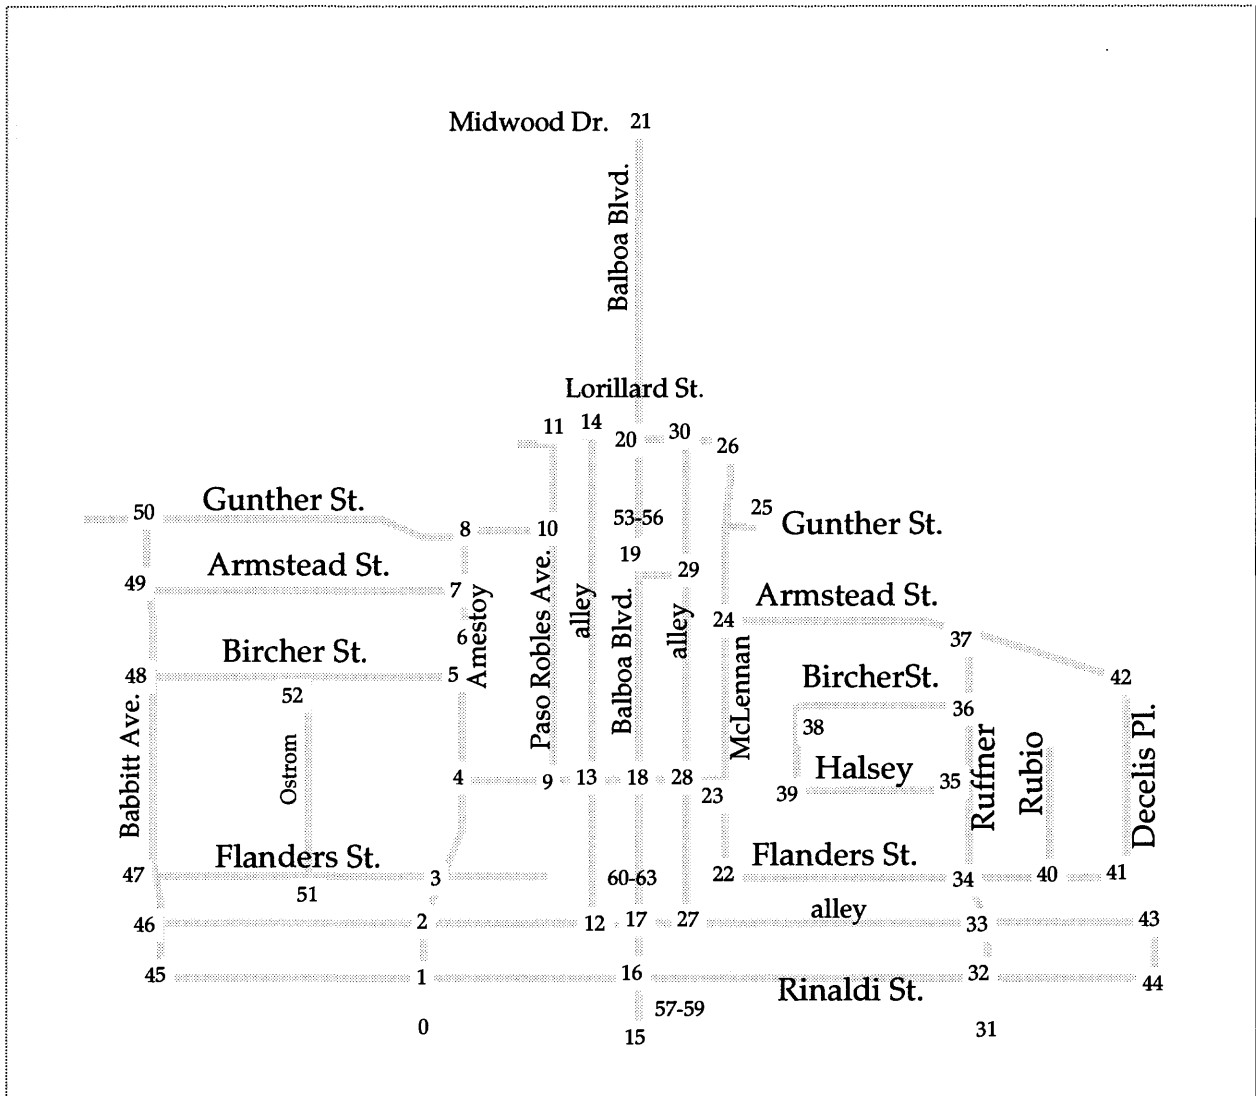 Midwood Dr. 21
Balboa Blvd.
Lorillard St.
11 14 20 30 26
50 Gunther St. 8 10 53-56 25 Gunther St.
49 Armstead St. 7 19 29
24 Armstead St. 37
6 Amestoy
Paso Robles Ave.
alley
Balboa Blvd.
alley
McLennan
48 Bircher St. 5
52
42
BircherSt. 36
38
Babbitt Ave.
Ostrom
Ruffner
Rubio
Decelis Pl.
4 9 13 18 28 23 39 Halsey 35
47 Flanders St. 3 60-63 22 Flanders St. 34 40 41
51
alley
46 2 12 17 27 33 43
45 1 16 32 44
Rinaldi St.
57-59
0 15 31